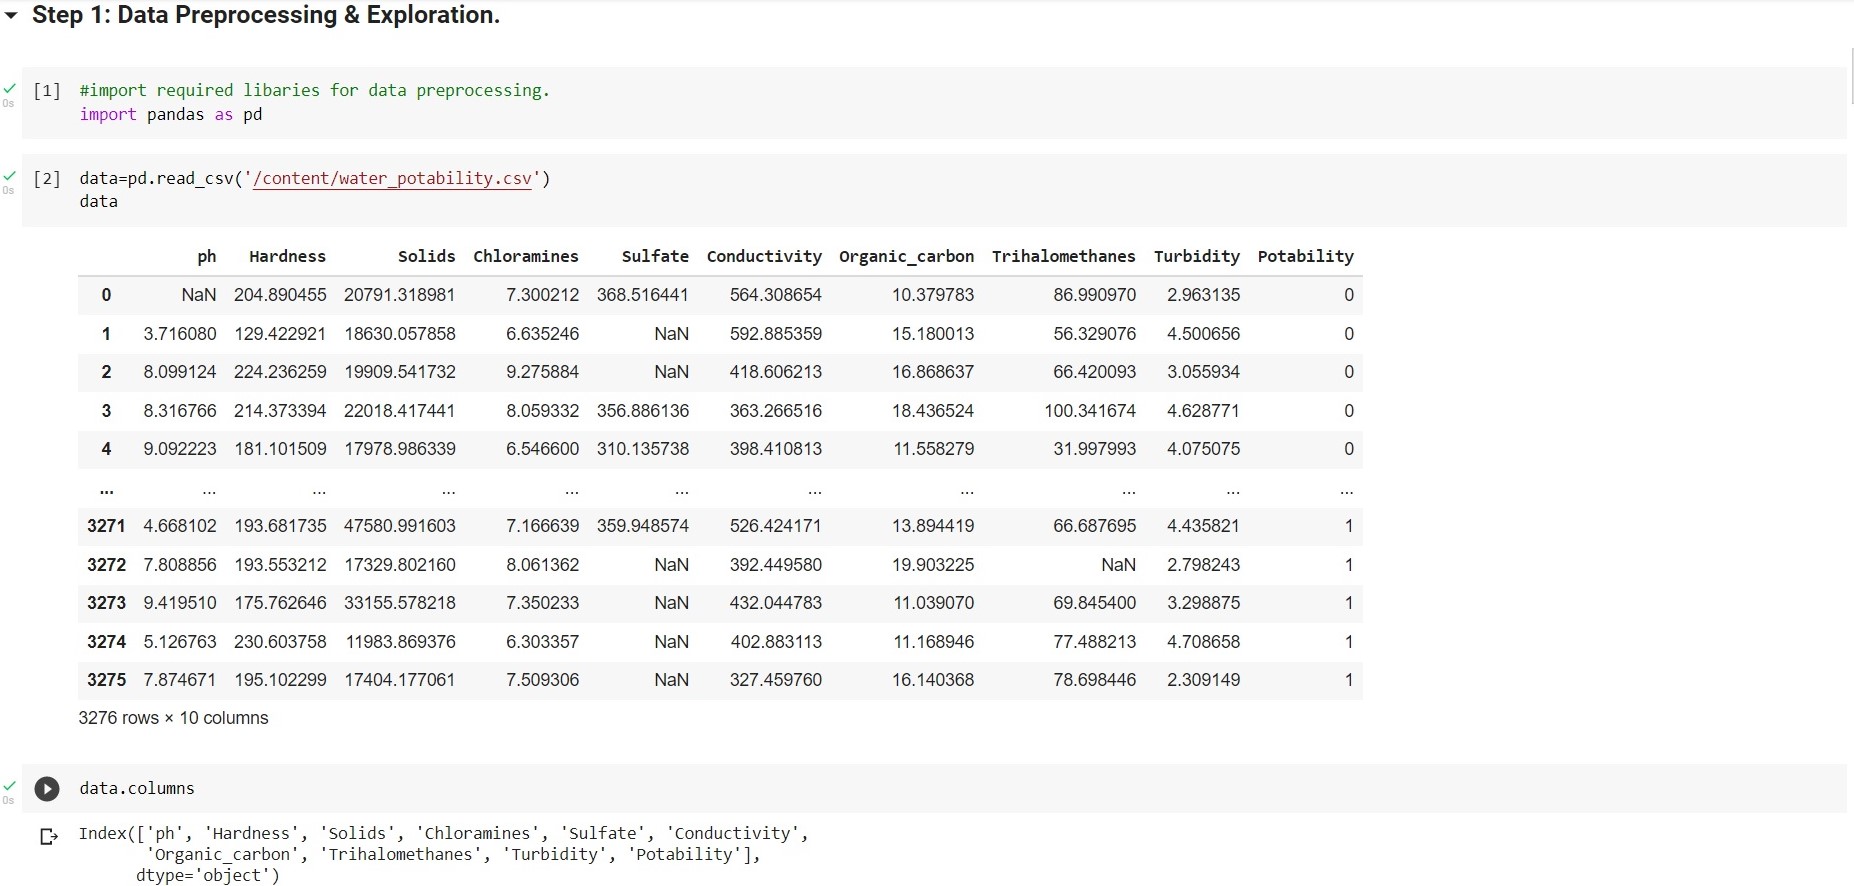 Step 1: Data Preprocessing & Exploration.
[1] #import required libaries for data preprocessing.
import pandas as pd
0s
[2] data=pd.read_csv('/content/water_potability.csv')
data
0s
ph Hardness Solids Chloramines Sulfate Conductivity Organic_carbon Trihalomethanes Turbidity Potability
0 NaN 204.890455 20791.318981 7.300212 368.516441 564.308654 10.379783 86.990970 2.963135 0
1 3.716080 129.422921 18630.057858 6.635246 NaN 592.885359 15.180013 56.329076 4.500656 0
2 8.099124 224.236259 19909.541732 9.275884 NaN 418.606213 16.868637 66.420093 3.055934 0
3 8.316766 214.373394 22018.417441 8.059332 356.886136 363.266516 18.436524 100.341674 4.628771 0
4 9.092223 181.101509 17978.986339 6.546600 310.135738 398.410813 11.558279 31.997993 4.075075 0
... ... ... ... ... ... ... ... ... ... ...
3271 4.668102 193.681735 47580.991603 7.166639 359.948574 526.424171 13.894419 66.687695 4.435821 1
3272 7.808856 193.553212 17329.802160 8.061362 NaN 392.449580 19.903225 NaN 2.798243 1
3273 9.419510 175.762646 33155.578218 7.350233 NaN 432.044783 11.039070 69.845400 3.298875 1
3274 5.126763 230.603758 11983.869376 6.303357 NaN 402.883113 11.168946 77.488213 4.708658 1
3275 7.874671 195.102299 17404.177061 7.509306 NaN 327.459760 16.140368 78.698446 2.309149 1
3276 rows × 10 columns
data.columns
0s
Index(['ph', 'Hardness', 'Solids', 'Chloramines', 'Sulfate', 'Conductivity',
'Organic_carbon', 'Trihalomethanes', 'Turbidity', 'Potability'],
dtype='object')